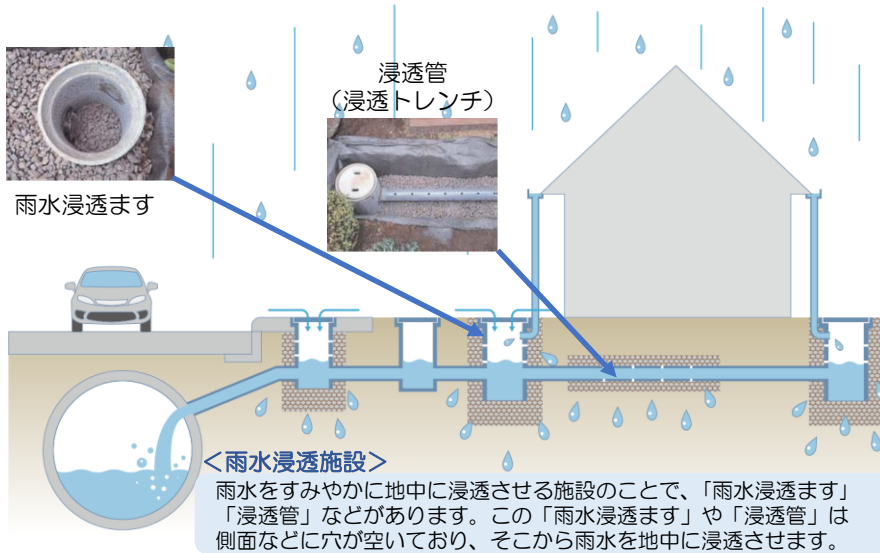 浸透管
（浸透トレンチ）
雨水浸透ます
＜雨水浸透施設＞
雨水をすみやかに地中に浸透させる施設のことで、「雨水浸透ます」
「浸透管」などがあります。この「雨水浸透ます」や「浸透管」は
側面などに穴が空いており、そこから雨水を地中に浸透させます。